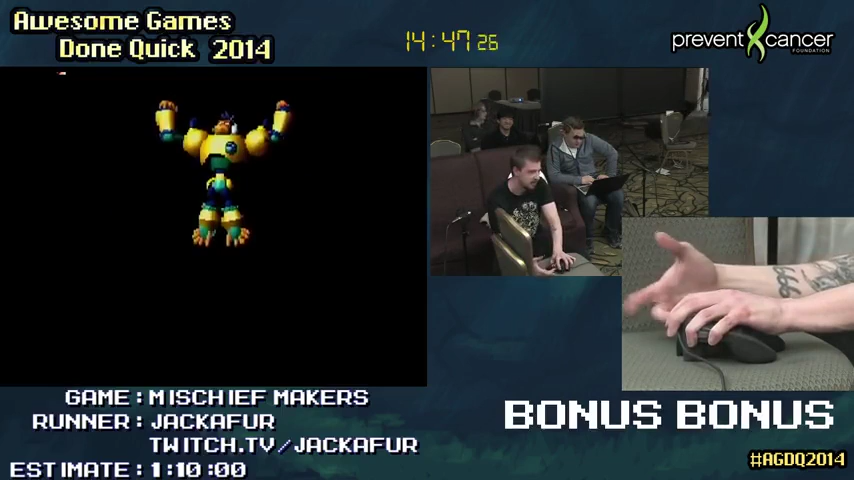 Awesome Games
Done Quick 2014
14:47 26
prevent cancer
FOUNDATION
GAME: MISCHIEF MAKERS
RUNNER: JACKAFUR
TWITCH.TV/JACKAFUR
ESTIMATE: 1:10:00
BONUS BONUS
#AGDQ2014